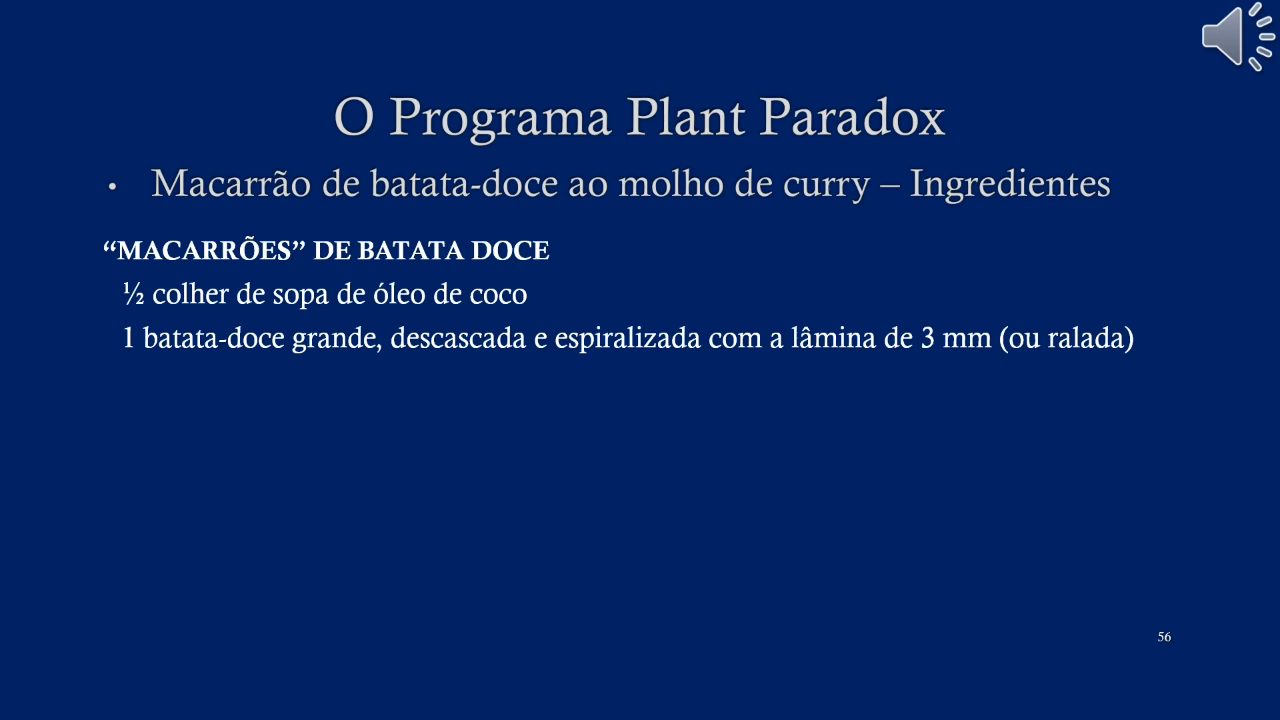 O Programa Plant Paradox
• Macarrão de batata-doce ao molho de curry – Ingredientes
“MACARRÕES” DE BATATA DOCE
½ colher de sopa de óleo de coco
1 batata-doce grande, descascada e espiralizada com a lâmina de 3 mm (ou ralada)
56